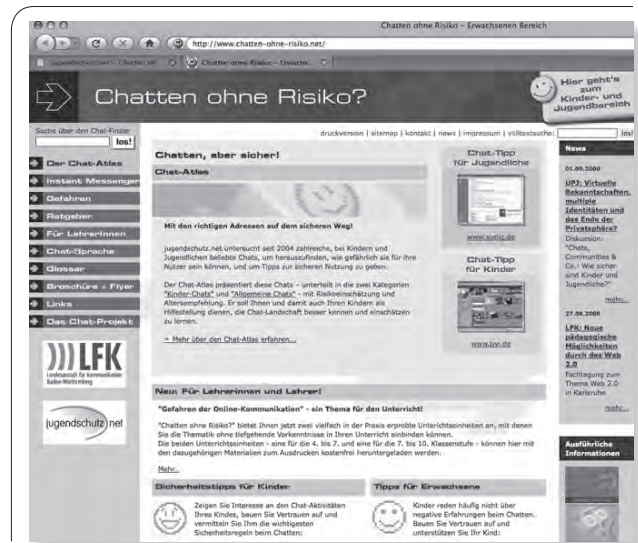 Chatten ohne Risiko – Erwachsenen Bereich
http://www.chatten-ohne-risiko.net/
Chatten ohne Risiko?
Hier geht's
zum
Kinder- und
Jugendbereich
Suche über den Chat-Finder
los!
druckversion | sitemap | kontakt | news | impressum | volltextsuche:
los!
Der Chat-Atlas
Instant Messenger
Gefahren
Ratgeber
Für LehrerInnen
Chat-Sprache
Glossar
Broschüre + Flyer
Links
Das Chat-Projekt
LFK
Landesanstalt für Kommunikation
Baden-Württemberg
jugendschutz net
Chatten, aber sicher!
Chat-Atlas
Mit den richtigen Adressen auf dem sicheren Weg!
jugendschutz.net untersucht seit 2004 zahlreiche, bei Kindern und
Jugendlichen beliebte Chats, um herauszufinden, wie gefährlich sie für ihre
Nutzer sein können, und um Tipps zur sicheren Nutzung zu geben.
Der Chat-Atlas präsentiert diese Chats – unterteilt in die zwei Kategorien
"Kinder-Chats" und "Allgemeine Chats" – mit Risikoeinschätzung und
Altersempfehlung. Er soll Ihnen und damit auch Ihren Kindern als
Hilfestellung dienen, die Chat-Landschaft besser kennen und einschätzen
zu lernen.
→ Mehr über den Chat-Atlas erfahren...
Chat-Tipp
für Jugendliche
Chat-Tipp
für Kinder
Neu: Für Lehrerinnen und Lehrer!
"Gefahren der Online-Kommunikation" - ein Thema für den Unterricht!
"Chatten ohne Risiko?" bietet Ihnen jetzt zwei vielfach in der Praxis erprobte Unterrichtseinheiten an, mit denen
Sie die Thematik ohne tiefgehende Vorkenntnisse in Ihren Unterricht einbinden können.
Die beiden Unterrichtseinheiten - eine für die 4. bis 7. und eine für die 7. bis 10. Klassenstufe - können hier mit
den dazugehörigen Materialien zum Ausdrucken kostenfrei heruntergeladen werden.
Mehr...
Sicherheitstipps für Kinder
Zeigen Sie Interesse an den Chat-Aktivitäten
Ihres Kindes, bauen Sie Vertrauen auf und
vermitteln Sie Ihm die wichtigsten
Sicherheitsregeln beim Chatten:
Tipps für Erwachsene
Kinder reden häufig nicht über
negative Erfahrungen beim Chatten.
Bauen Sie Vertrauen auf und
unterstützen Sie Ihr Kind:
News
01.09.2008
UPJ: Virtuelle
Bekanntschaften,
multiple
Identitäten und
das Ende der
Privatsphäre?
Diskussion:
"Chats,
Communities &
Co.: Wie sicher
sind Kinder und
Jugendliche?"
mehr...
27.08.2008
LFK: Neue
pädagogische
Möglichkeiten
durch das Web
2.0
Fachtagung zum
Thema Web 2.0
in Karlsruhe
mehr...
Ausführliche
Informationen